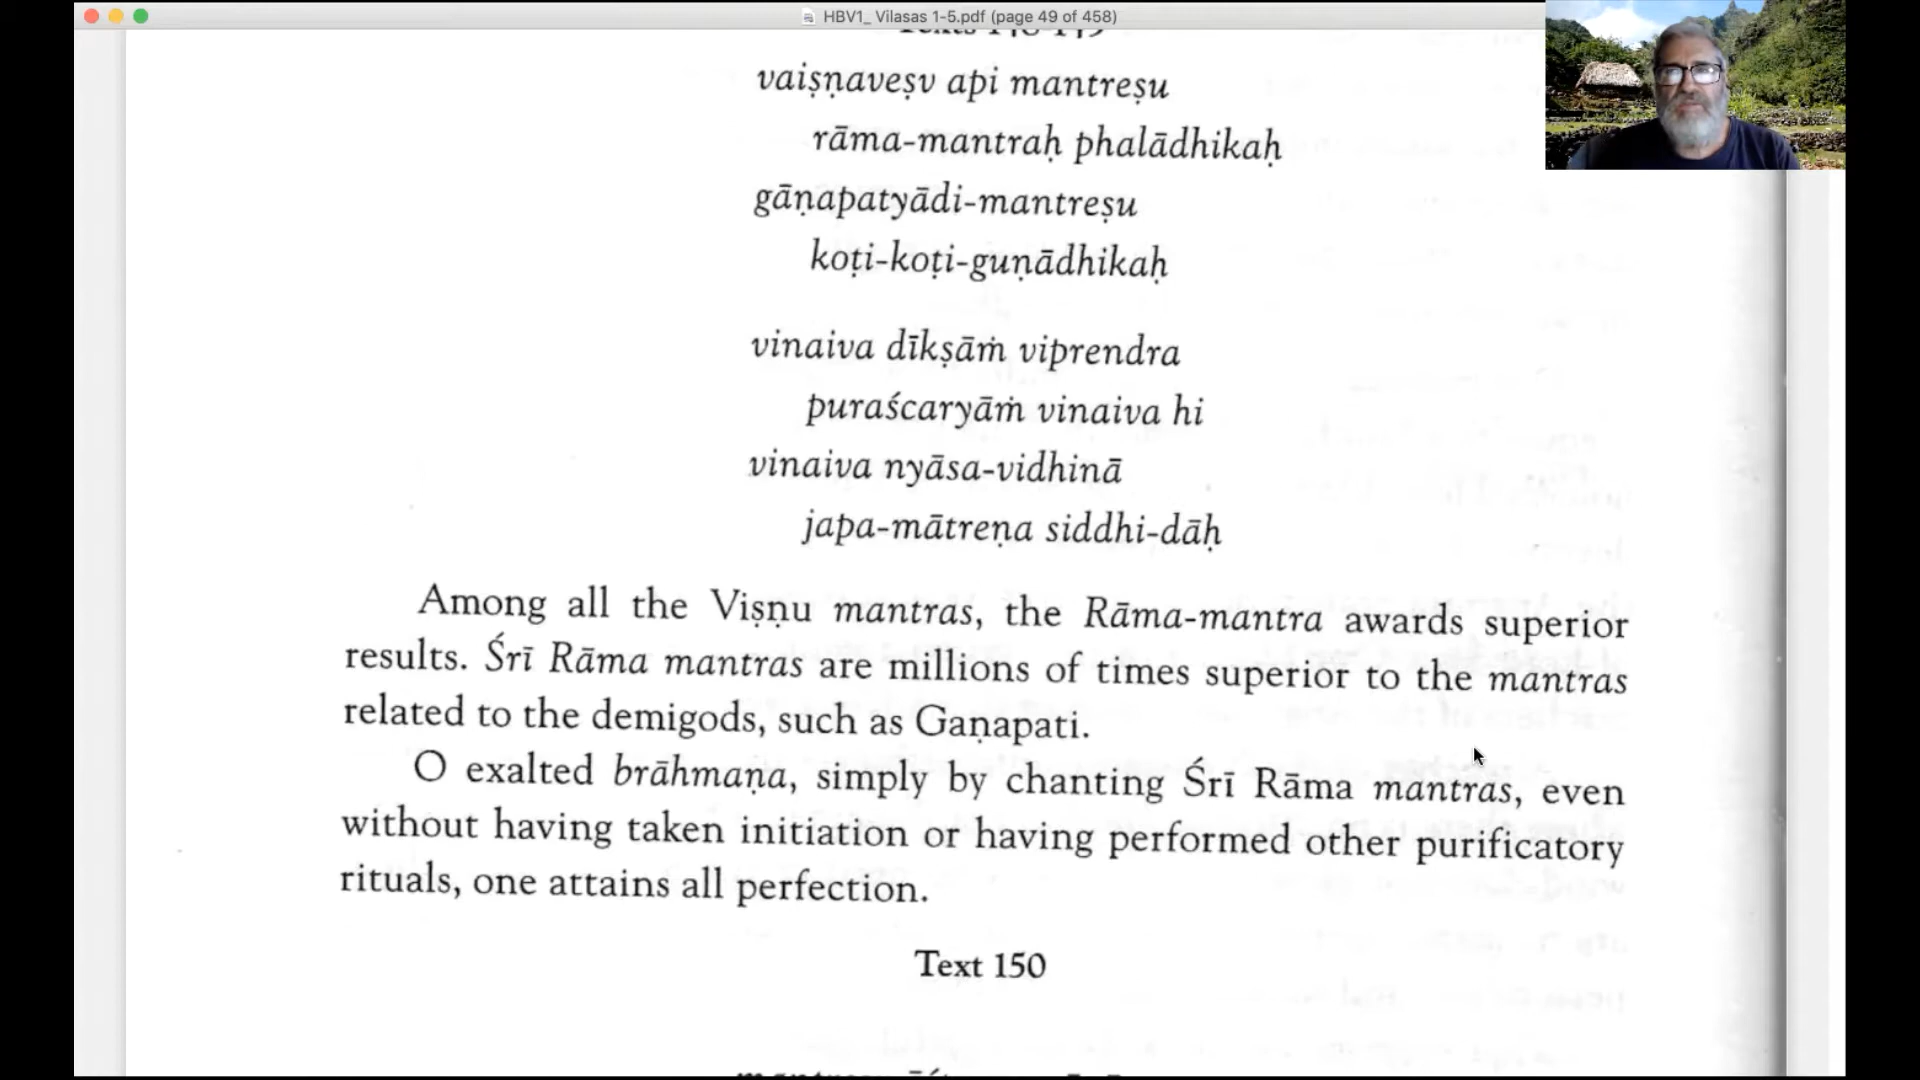 HBV1_ Vilasas 1-5.pdf (page 49 of 458)
Texts 148-149
vaiṣṇaveṣv api mantreṣu
rāma-mantraḥ phalādhikaḥ
gāṇapatyādi-mantreṣu
koṭi-koṭi-guṇādhikaḥ
vinaiva dīkṣāṁ viprendra
puraścaryāṁ vinaiva hi
vinaiva nyāsa-vidhinā
japa-mātreṇa siddhi-dāḥ
Among all the Viṣṇu mantras, the Rāma-mantra awards superior
results. Śrī Rāma mantras are millions of times superior to the mantras
related to the demigods, such as Gaṇapati.
O exalted brāhmaṇa, simply by chanting Śrī Rāma mantras, even
without having taken initiation or having performed other purificatory
rituals, one attains all perfection.
Text 150